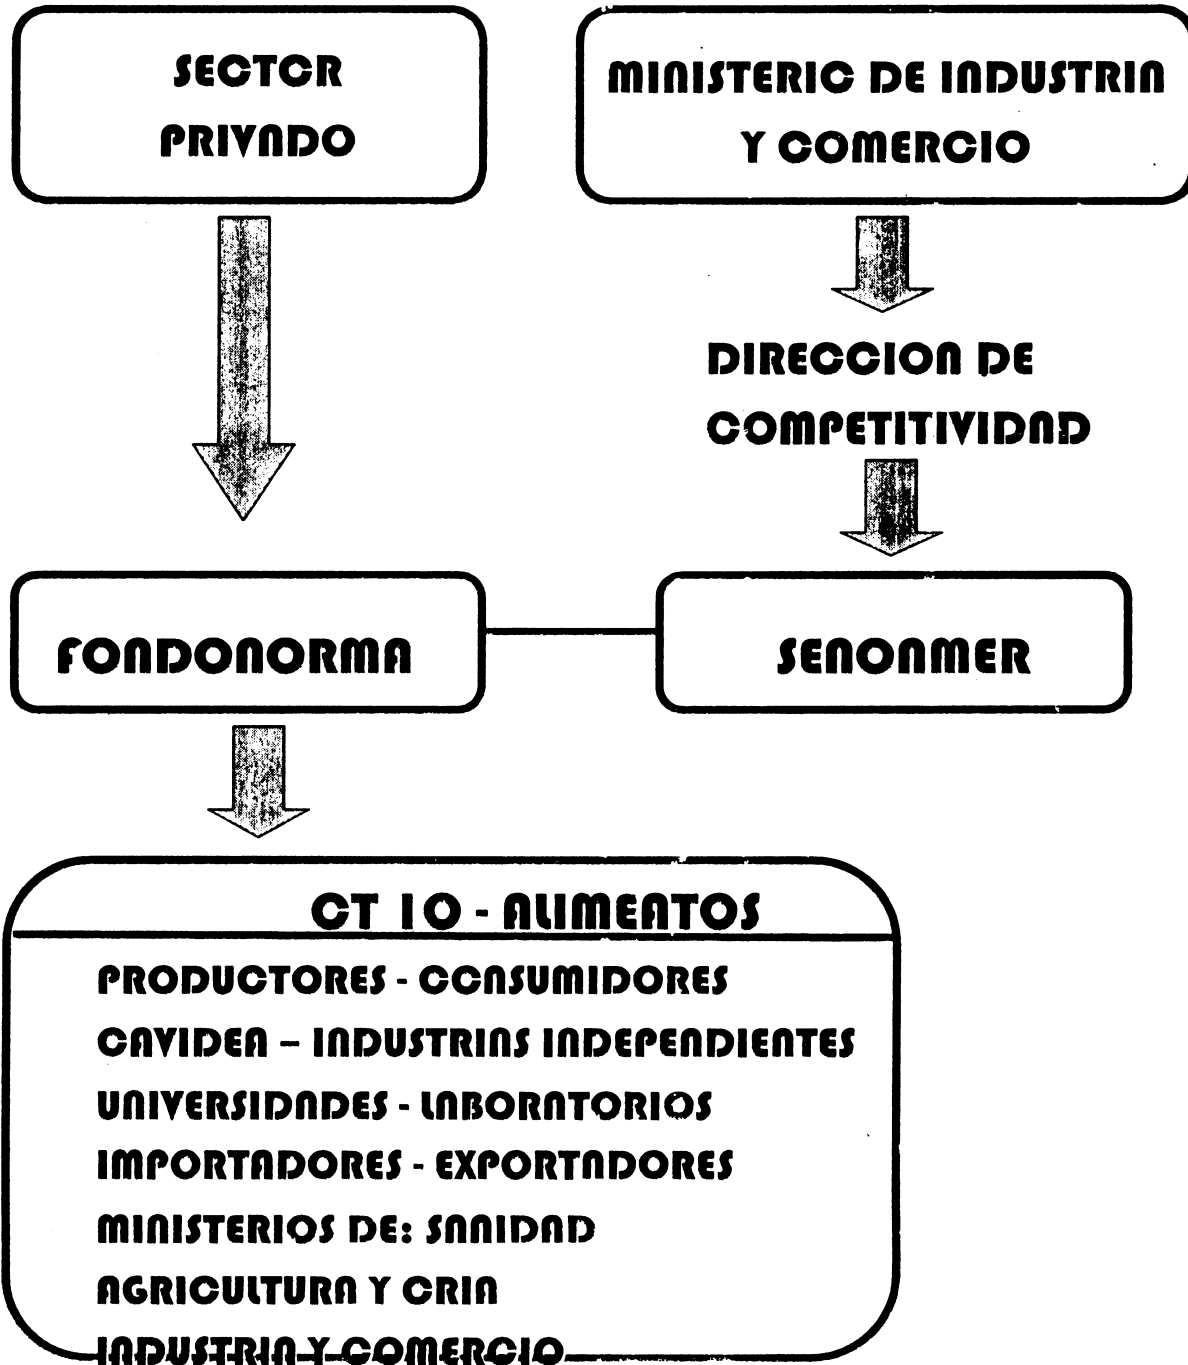 SECTOR
PRIVADO
MINISTERIO DE INDUSTRIA
Y COMERCIO
DIRECCION DE
COMPETITIVIDAD
FONDONORMA
SENONMER
CT 10 - ALIMENTOS
PRODUCTORES - CONSUMIDORES
CAVIDEA – INDUSTRIAS INDEPENDIENTES
UNIVERSIDADES - LABORATORIOS
IMPORTADORES - EXPORTADORES
MINISTERIOS DE: SANIDAD
AGRICULTURA Y CRIA
INDUSTRIA Y COMERCIO